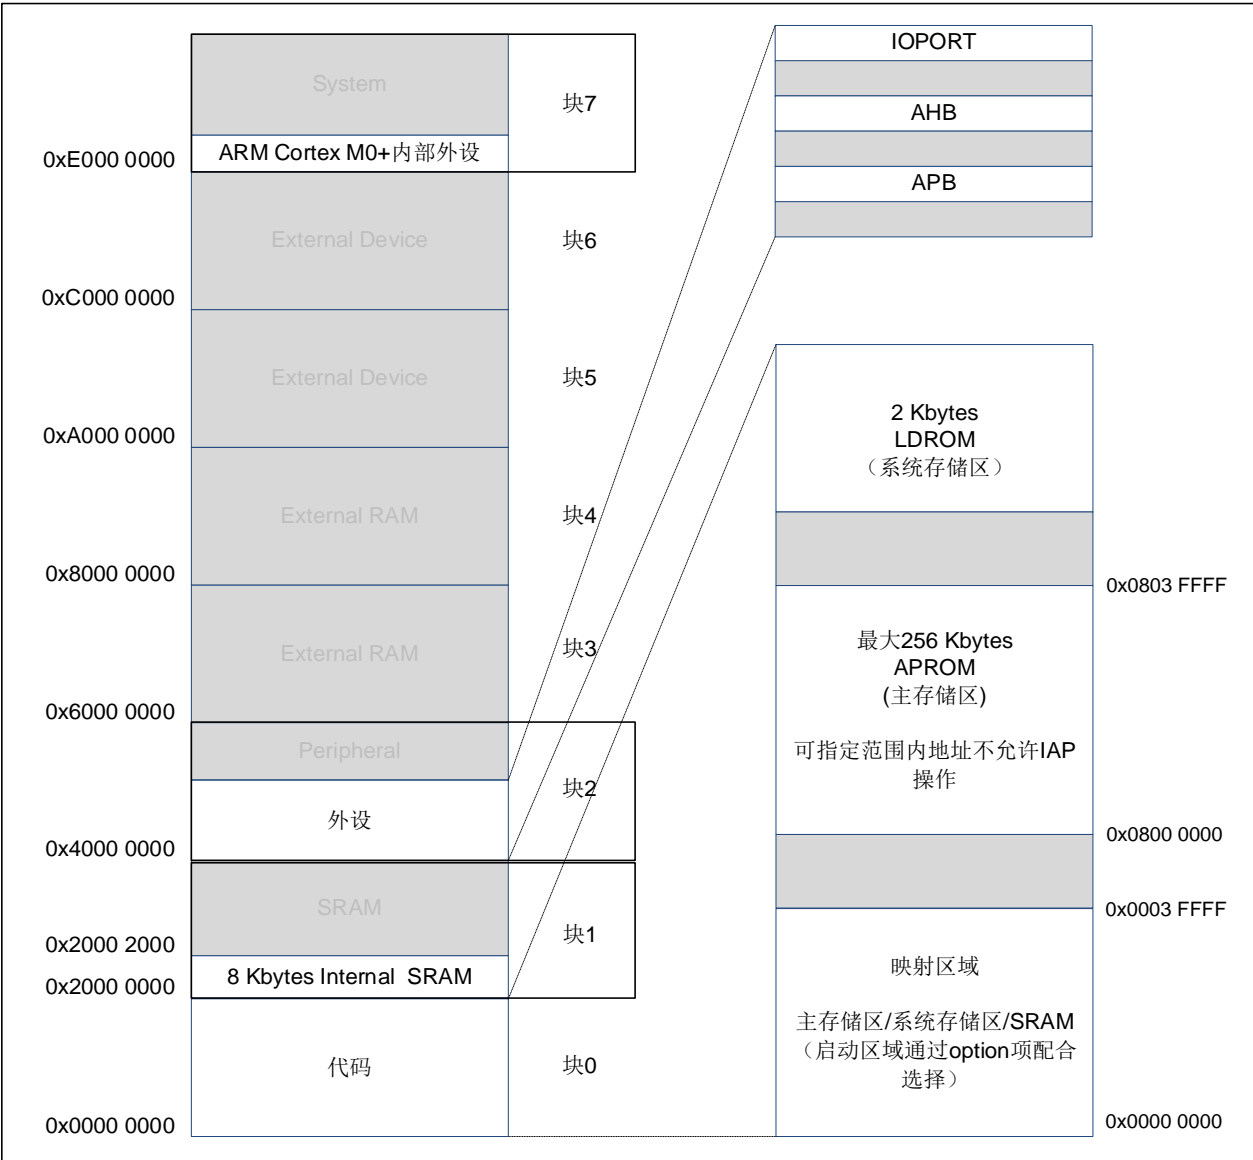 System
块7
0xE000 0000
ARM Cortex M0+内部外设
External Device
块6
0xC000 0000
External Device
块5
0xA000 0000
External RAM
块4
0x8000 0000
External RAM
块3
0x6000 0000
Peripheral
块2
外设
0x4000 0000
SRAM
块1
0x2000 2000
8 Kbytes Internal SRAM
0x2000 0000
代码
块0
0x0000 0000
IOPORT
AHB
APB
2 Kbytes
LDROM
（系统存储区）
0x0803 FFFF
最大256 Kbytes
APROM
(主存储区)
可指定范围内地址不允许IAP
操作
0x0800 0000
0x0003 FFFF
映射区域
主存储区/系统存储区/SRAM
（启动区域通过option项配合
选择）
0x0000 0000